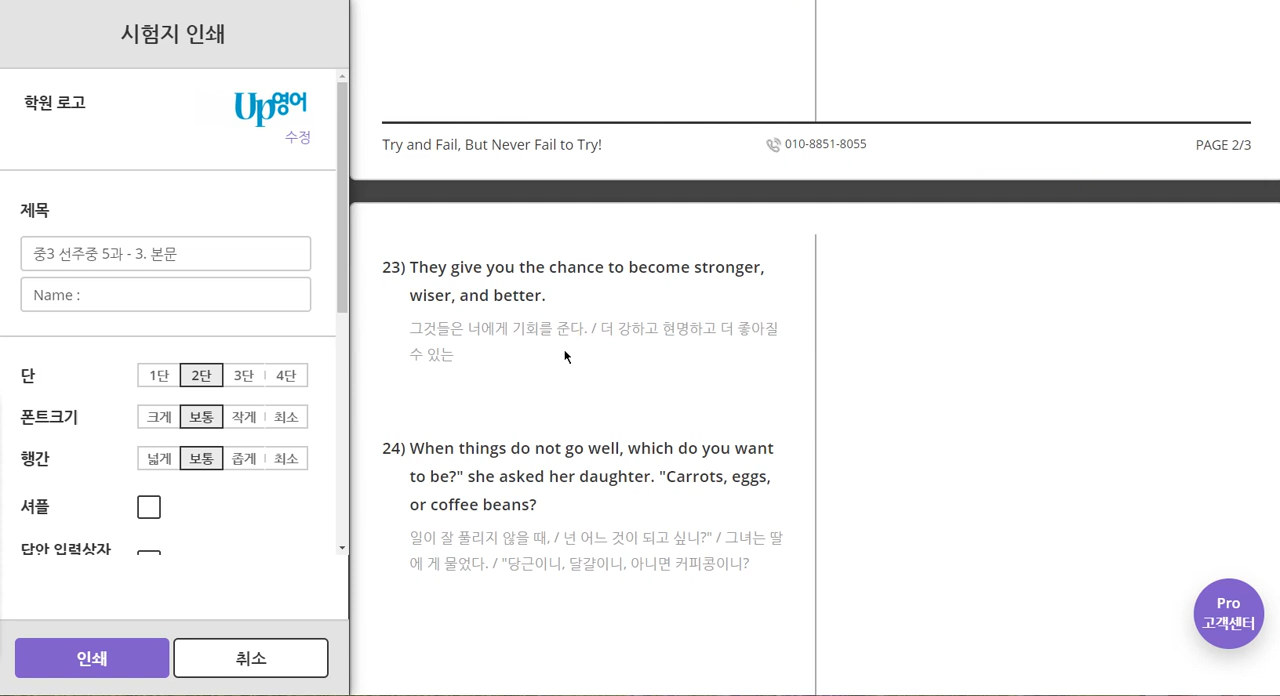 시험지 인쇄
학원 로고
Up영어
수정
제목
중3 선주중 5과 - 3. 본문
Name :
단
1단 2단 3단 4단
폰트크기
크게 보통 작게 최소
행간
넓게 보통 좁게 최소
셔플
답안 입력상자
인쇄
취소
Try and Fail, But Never Fail to Try!
010-8851-8055
PAGE 2/3
23) They give you the chance to become stronger,
wiser, and better.
그것들은 너에게 기회를 준다. / 더 강하고 현명하고 더 좋아질
수 있는
24) When things do not go well, which do you want
to be?" she asked her daughter. "Carrots, eggs,
or coffee beans?
일이 잘 풀리지 않을 때, / 넌 어느 것이 되고 싶니?" / 그녀는 딸
에 게 물었다. / "당근이니, 달걀이니, 아니면 커피콩이니?
Pro
고객센터